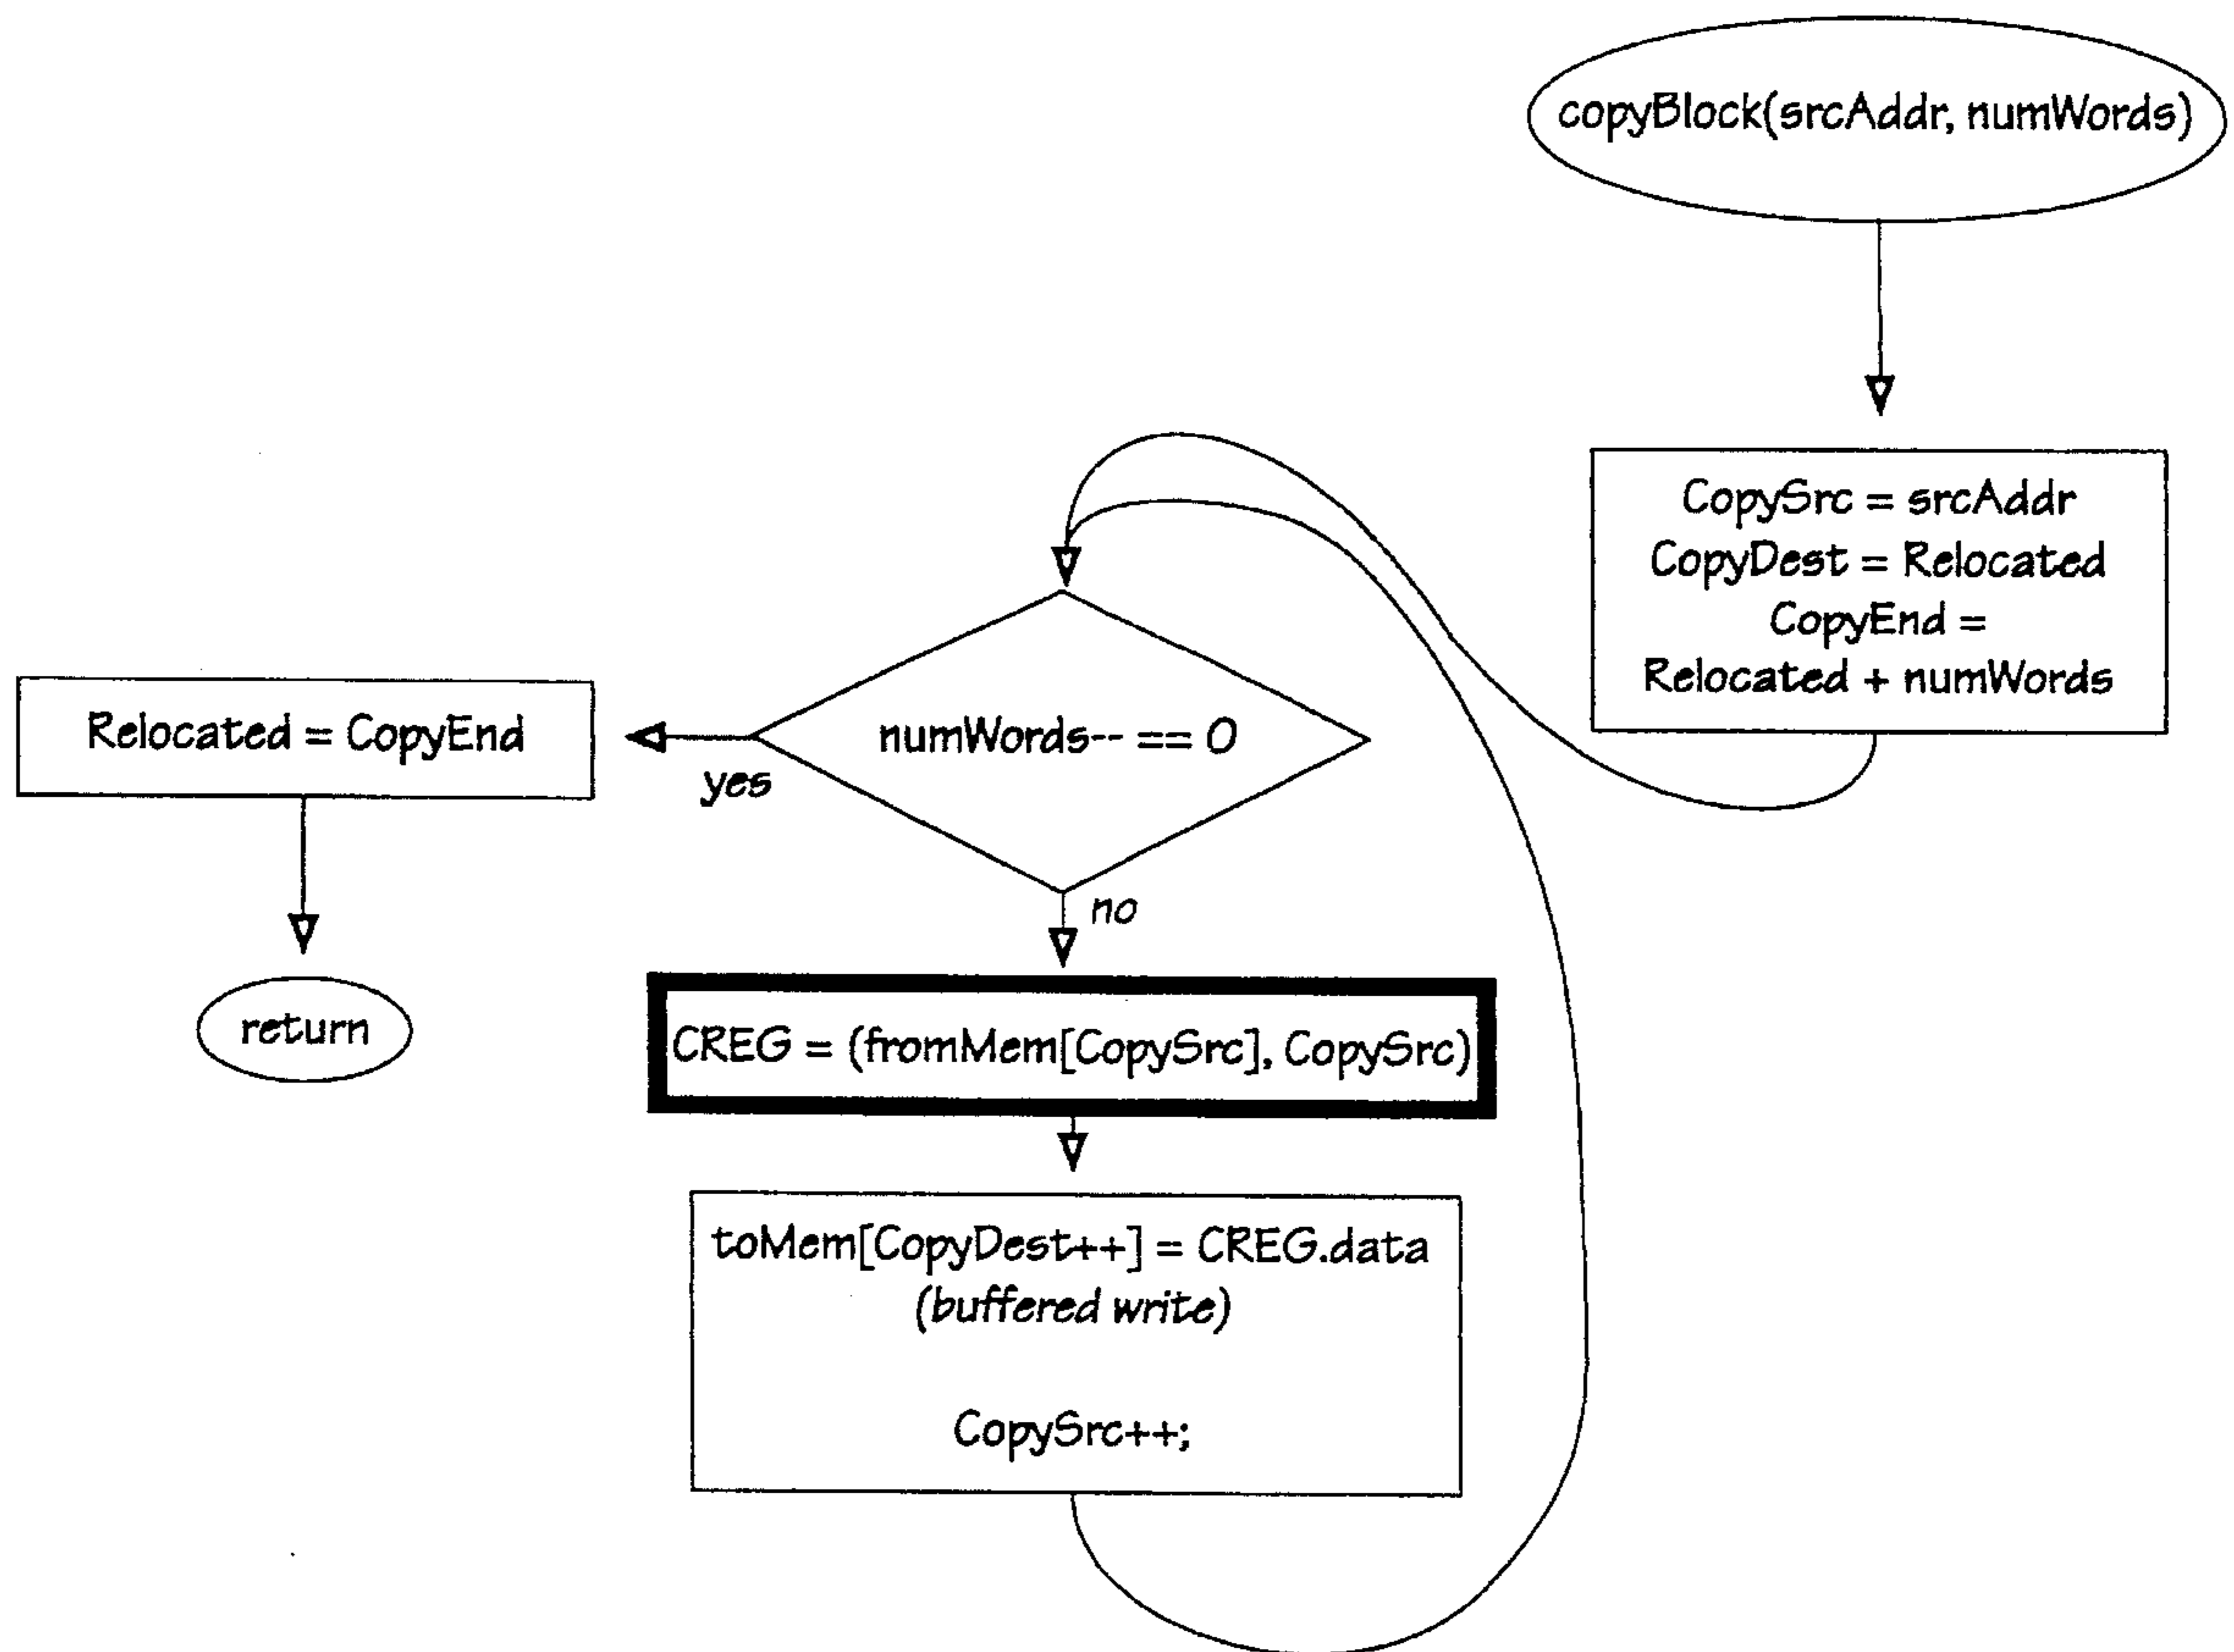 copyBlock(srcAddr, numWords)
CopySrc = srcAddr
CopyDest = Relocated
CopyEnd =
Relocated + numWords
numWords-- == 0
yes
Relocated = CopyEnd
return
no
CREG = (fromMem[CopySrc], CopySrc)
toMem[CopyDest++] = CREG.data
(buffered write)
CopySrc++;